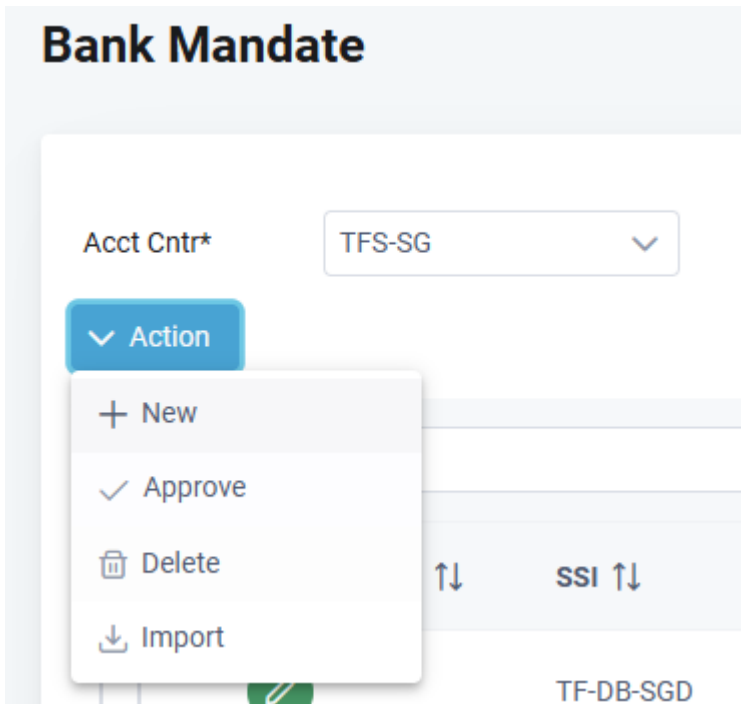 Bank Mandate
Acct Cntr* TFS-SG
Action
New
Approve
Delete
SSI
Import
TF-DB-SGD